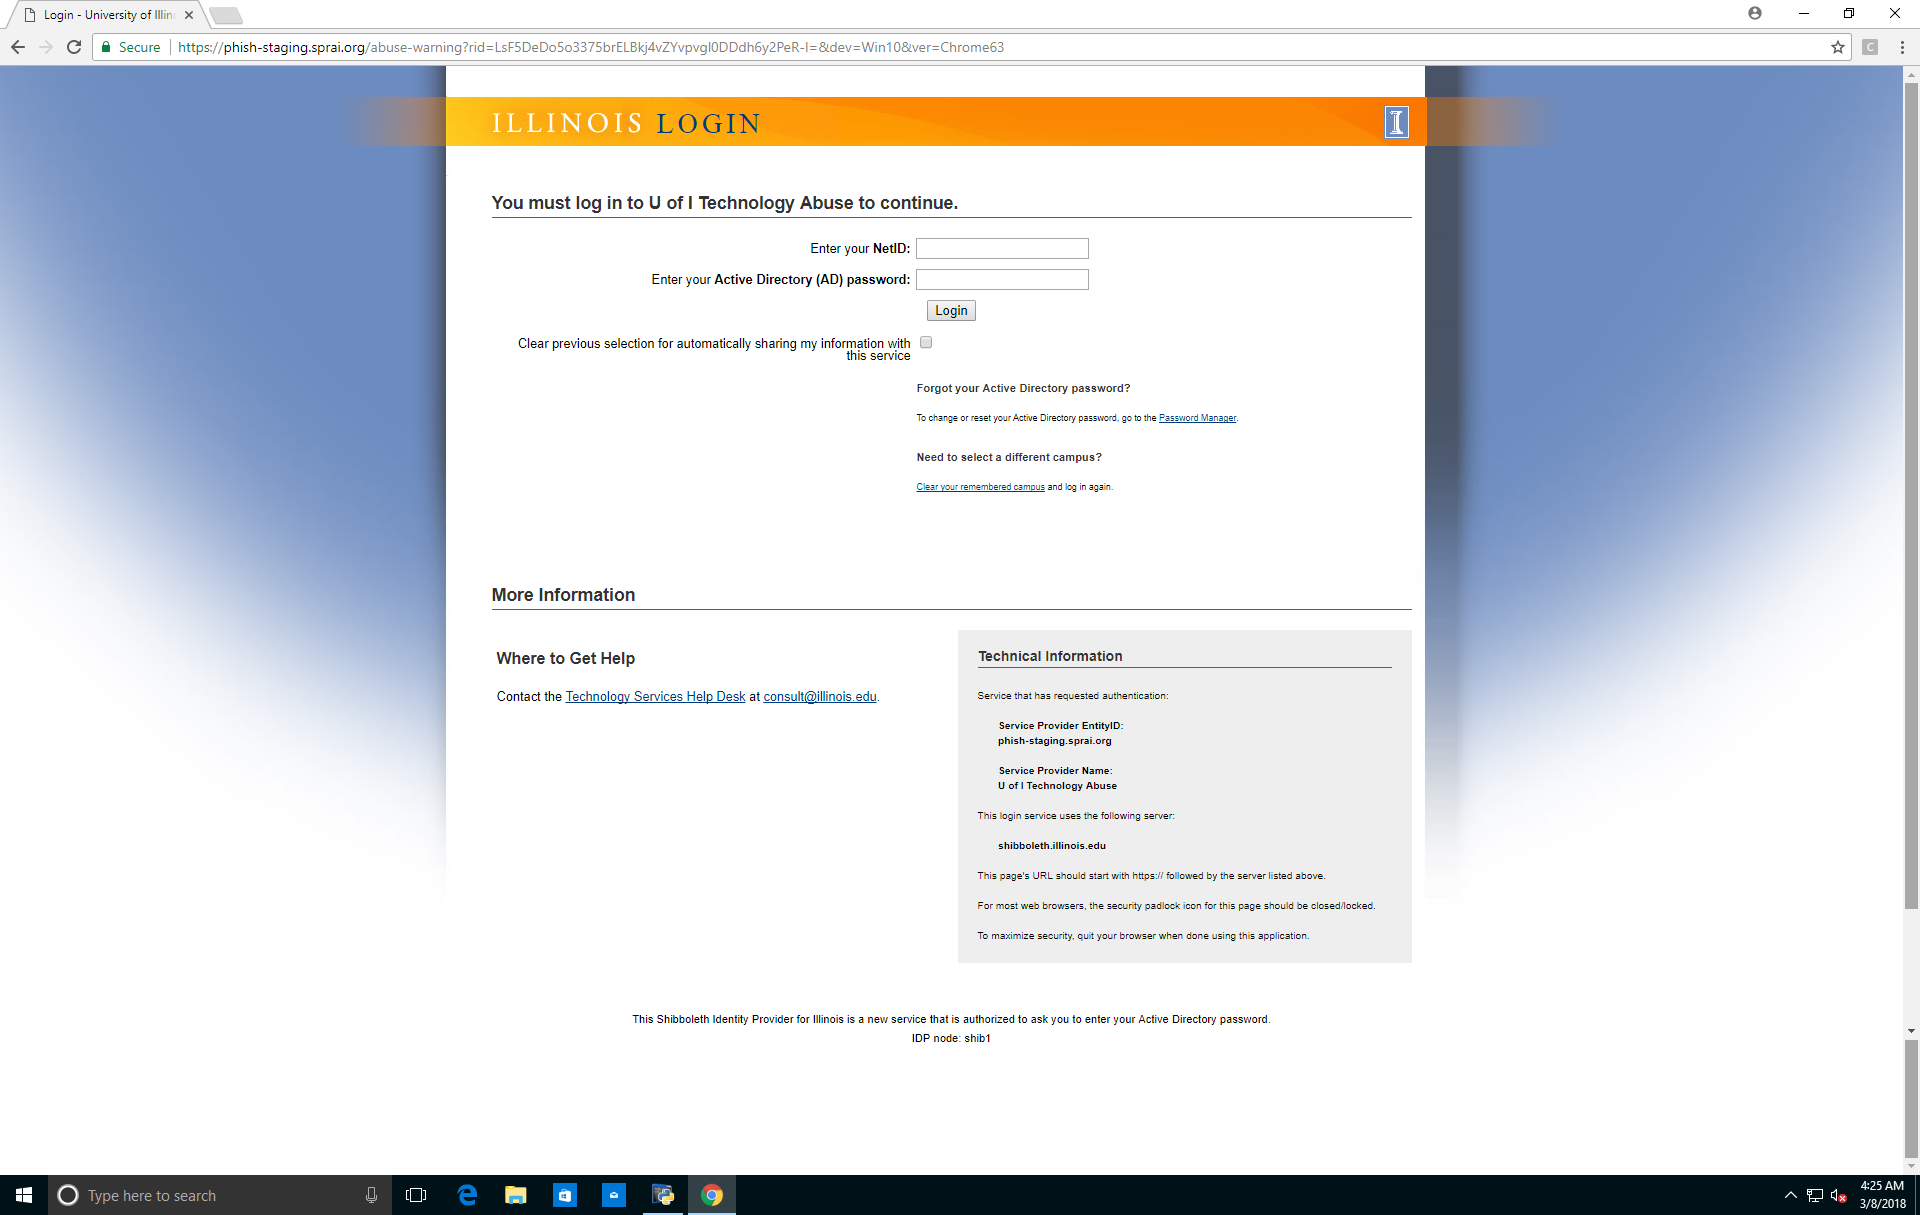 Login - University of Illin
Secure
https://phish-staging.sprai.org/abuse-warning?rid=LsF5DeDo5o3375brELBkj4vZYvpvgl0DDdh6y2PeR-I=&dev=Win10&ver=Chrome63
C
ILLINOIS LOGIN
I
You must log in to U of I Technology Abuse to continue.
Enter your NetID:
Enter your Active Directory (AD) password:
Login
Clear previous selection for automatically sharing my information with
this service
Forgot your Active Directory password?
To change or reset your Active Directory password, go to the Password Manager.
Need to select a different campus?
Clear your remembered campus and log in again.
More Information
Where to Get Help
Contact the Technology Services Help Desk at consult@illinois.edu.
Technical Information
Service that has requested authentication:
Service Provider EntityID:
phish-staging.sprai.org
Service Provider Name:
U of I Technology Abuse
This login service uses the following server:
shibboleth.illinois.edu
This page's URL should start with https:// followed by the server listed above.
For most web browsers, the security padlock icon for this page should be closed/locked.
To maximize security, quit your browser when done using this application.
This Shibboleth Identity Provider for Illinois is a new service that is authorized to ask you to enter your Active Directory password.
IDP node: shib1
Type here to search
4:25 AM
3/8/2018